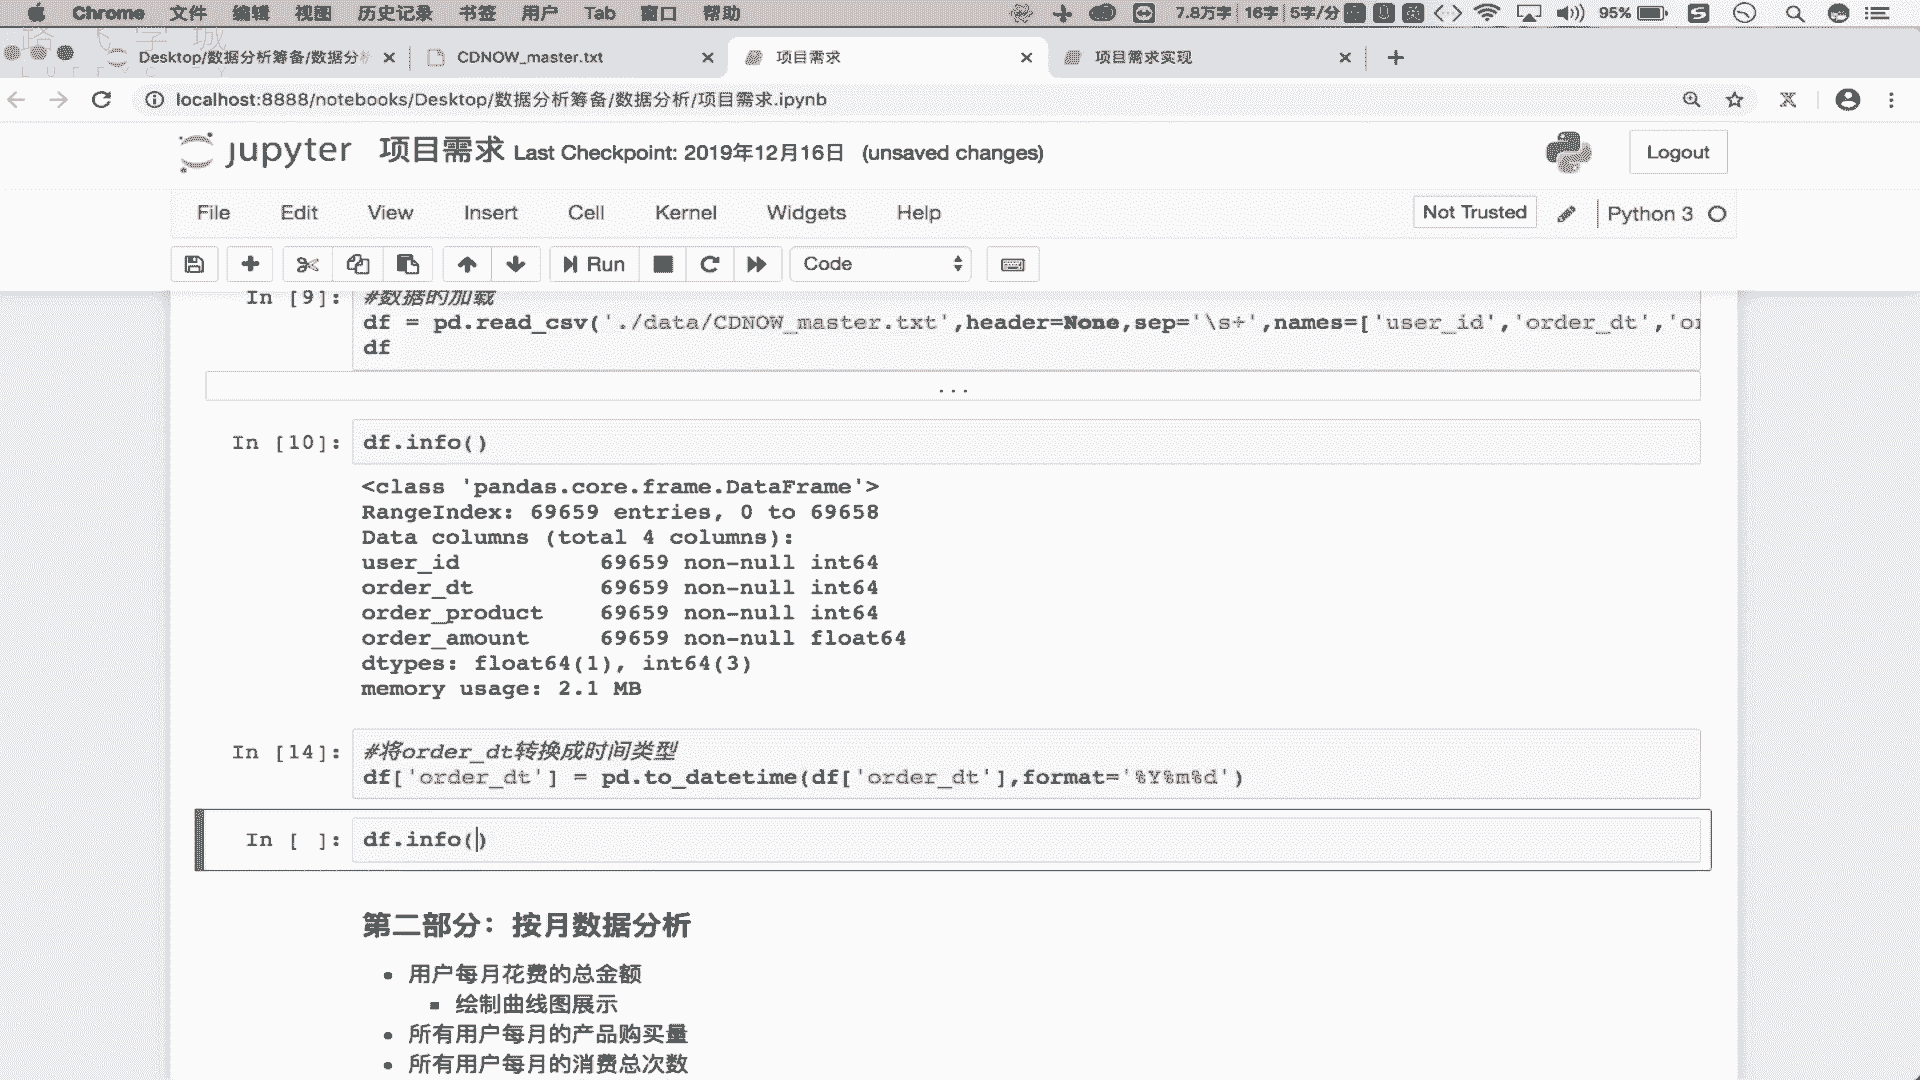 Chrome 文件 编辑 视图 历史记录 书签 用户 Tab 窗口 帮助 7.8万字 16字 5字/分 95%
Desktop/数据分析筹备/数据分析 CDNOW_master.txt 项目需求 项目需求实现
localhost:8888/notebooks/Desktop/数据分析筹备/数据分析/项目需求.ipynb
jupyter 项目需求 Last Checkpoint: 2019年12月16日 (unsaved changes) Logout
File Edit View Insert Cell Kernel Widgets Help Not Trusted Python 3
Run Code
In [9]: #数据的加载
df = pd.read_csv('./data/CDNOW_master.txt',header=None,sep='\s+',names=['user_id','order_dt','or
df
...
In [10]: df.info()
<class 'pandas.core.frame.DataFrame'>
RangeIndex: 69659 entries, 0 to 69658
Data columns (total 4 columns):
user_id 69659 non-null int64
order_dt 69659 non-null int64
order_product 69659 non-null int64
order_amount 69659 non-null float64
dtypes: float64(1), int64(3)
memory usage: 2.1 MB
In [14]: #将order_dt转换成时间类型
df['order_dt'] = pd.to_datetime(df['order_dt'],format='%Y%m%d')
In [ ]: df.info()
第二部分：按月数据分析
用户每月花费的总金额
绘制曲线图展示
所有用户每月的产品购买量
所有用户每月的消费总次数